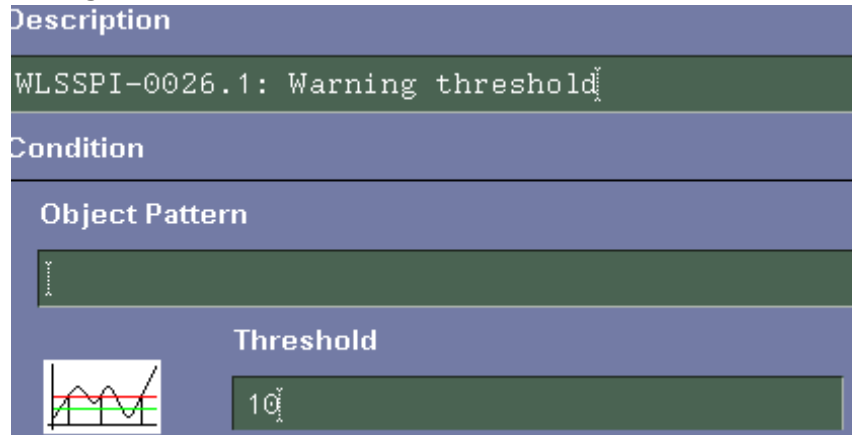 Description
WLSSPI-0026.1: Warning threshold
Condition
Object Pattern
Threshold
10